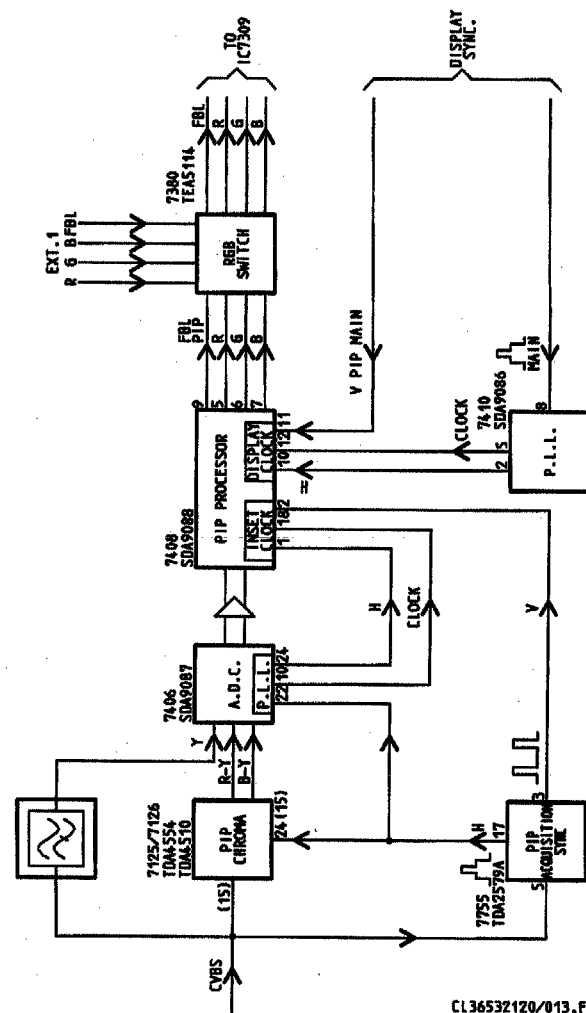 CVBS
(15)
7125/7126
TDA4554
TDA4510
PIP
CHROMA
24(15)
Y
R-Y
B-Y
7406
SDA9087
A.D.C.
P.L.L.
22
10
24
7408
SDA9088
PIP PROCESSOR
INSET
CLOCK
DISPLAY
CLOCK
1
18
2
10
12
11
9
5
6
7
FBL
PIP
R
G
B
EXT.1
R
G
B
FBL
7380
TEA5114
RGB
SWITCH
FBL
R
G
B
TO
IC7309
H
CLOCK
V
7755
TDA2579A
PIP
ACQUISITION
SYNC
5
17
3
H
V PIP MAIN
CLOCK
7410
SDA9086
P.L.L.
2
5
8
H
MAIN
DISPLAY
SYNC.
CL36532120/013.F